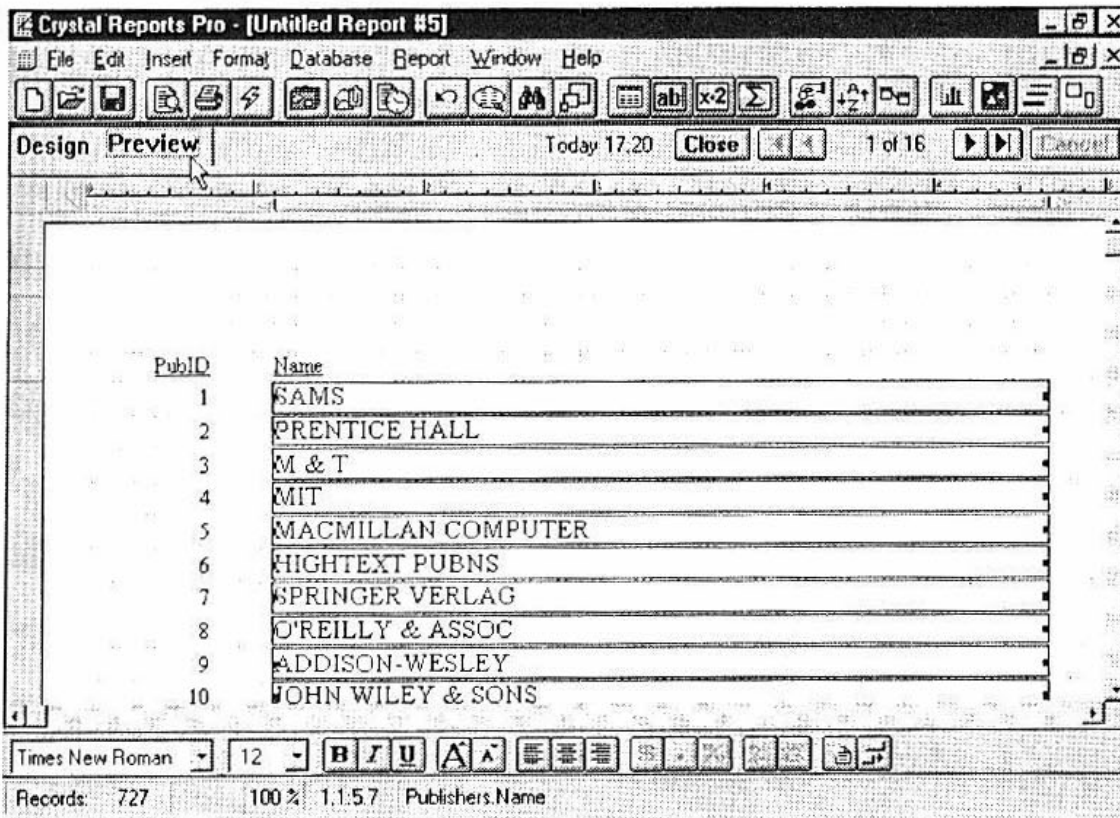 Crystal Reports Pro - [Untitled Report #5]
File Edit Insert Format Database Report Window Help
ab| x+2 Σ
Design Preview Today 17.20 Close 1 of 16 Cancel
PubID Name
1 SAMS
2 PRENTICE HALL
3 M & T
4 MIT
5 MACMILLAN COMPUTER
6 HIGHTEXT PUBNS
7 SPRINGER VERLAG
8 O'REILLY & ASSOC
9 ADDISON-WESLEY
10 JOHN WILEY & SONS
Times New Roman 12 B I U A A
Records: 727 100 % 1.1:5.7 Publishers.Name